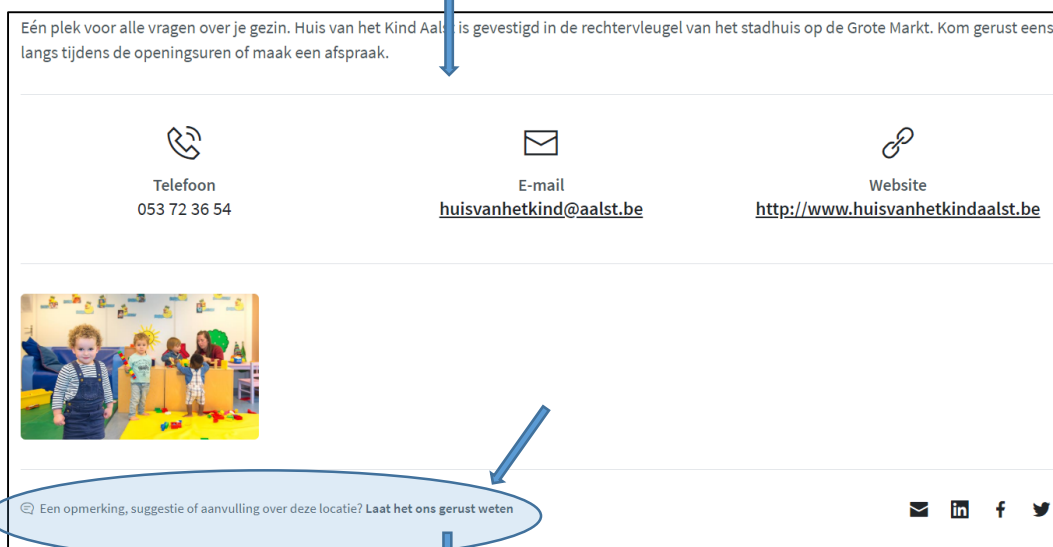 Eén plek voor alle vragen over je gezin. Huis van het Kind Aalst is gevestigd in de rechtervleugel van het stadhuis op de Grote Markt. Kom gerust eens
langs tijdens de openingsuren of maak een afspraak.
Telefoon
053 72 36 54
E-mail
huisvanhetkind@aalst.be
Website
http://www.huisvanhetkindaalst.be
Een opmerking, suggestie of aanvulling over deze locatie? Laat het ons gerust weten